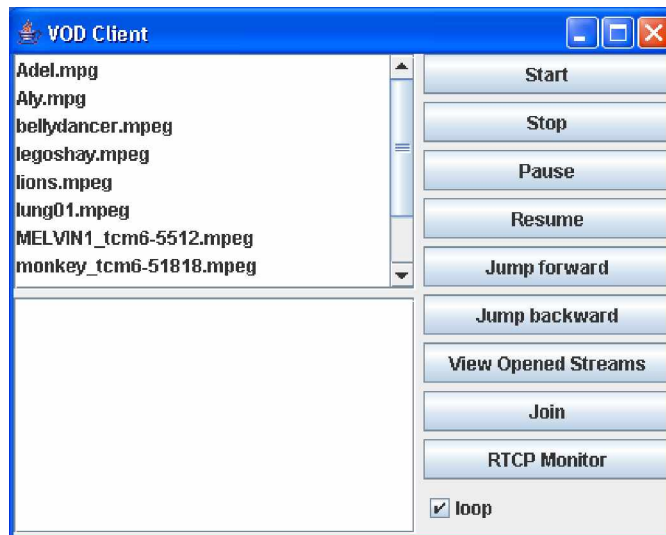 VOD Client
Adel.mpg
Aly.mpg
bellydancer.mpeg
legoshay.mpeg
lions.mpeg
lung01.mpeg
MELVIN1_tcm6-5512.mpeg
monkey_tcm6-51818.mpeg
Start
Stop
Pause
Resume
Jump forward
Jump backward
View Opened Streams
Join
RTCP Monitor
loop